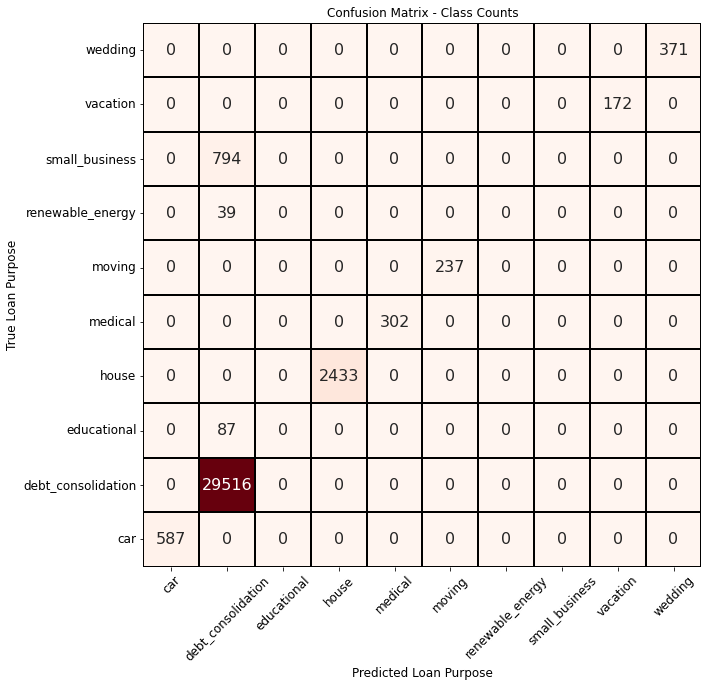 Confusion Matrix - Class Counts
True Loan Purpose
wedding 0 0 0 0 0 0 0 0 0 371
vacation 0 0 0 0 0 0 0 0 172 0
small_business 0 794 0 0 0 0 0 0 0 0
renewable_energy 0 39 0 0 0 0 0 0 0 0
moving 0 0 0 0 0 237 0 0 0 0
medical 0 0 0 0 302 0 0 0 0 0
house 0 0 0 2433 0 0 0 0 0 0
educational 0 87 0 0 0 0 0 0 0 0
debt_consolidation 0 29516 0 0 0 0 0 0 0 0
car 587 0 0 0 0 0 0 0 0 0
car debt_consolidation educational house medical moving renewable_energy small_business vacation wedding
Predicted Loan Purpose